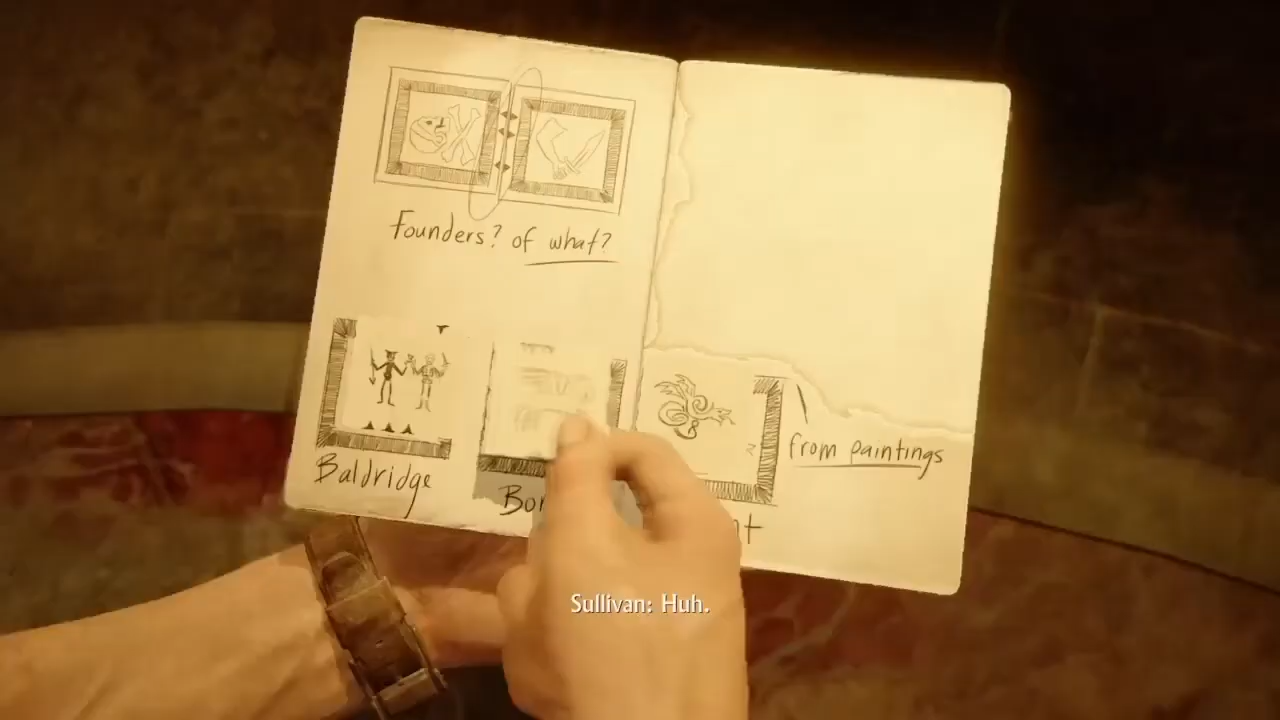 Founders? of what?
Baldridge
from paintings
Sullivan: Huh.